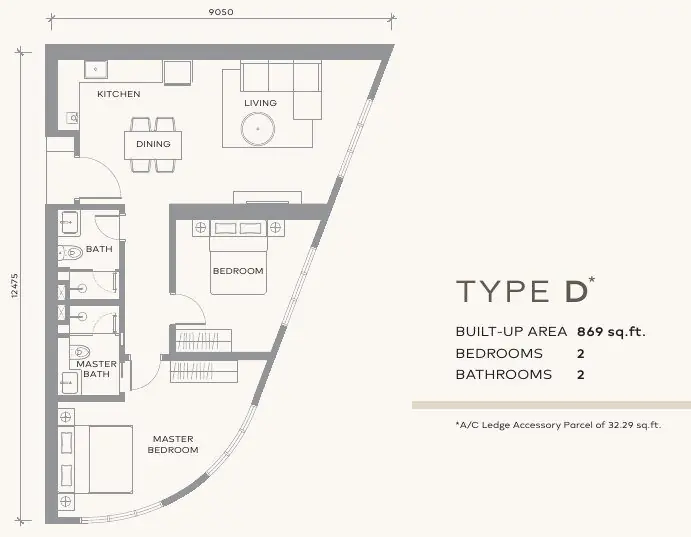 9050
12475
KITCHEN
LIVING
DINING
BATH
BEDROOM
MASTER
BATH
MASTER
BEDROOM
TYPE D*
BUILT-UP AREA 869 sq.ft.
BEDROOMS 2
BATHROOMS 2
*A/C Ledge Accessory Parcel of 32.29 sq.ft.